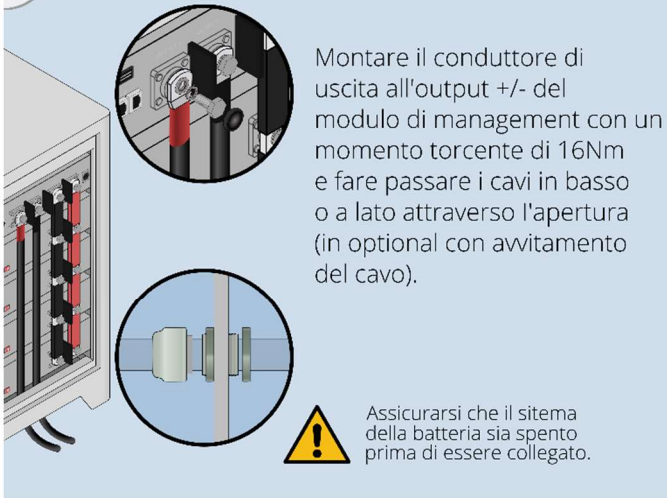 Montare il conduttore di
uscita all'output +/- del
modulo di management con un
momento torcente di 16Nm
e fare passare i cavi in basso
o a lato attraverso l'apertura
(in optional con avvitamento
del cavo).
Assicurarsi che il sitema
della batteria sia spento
prima di essere collegato.